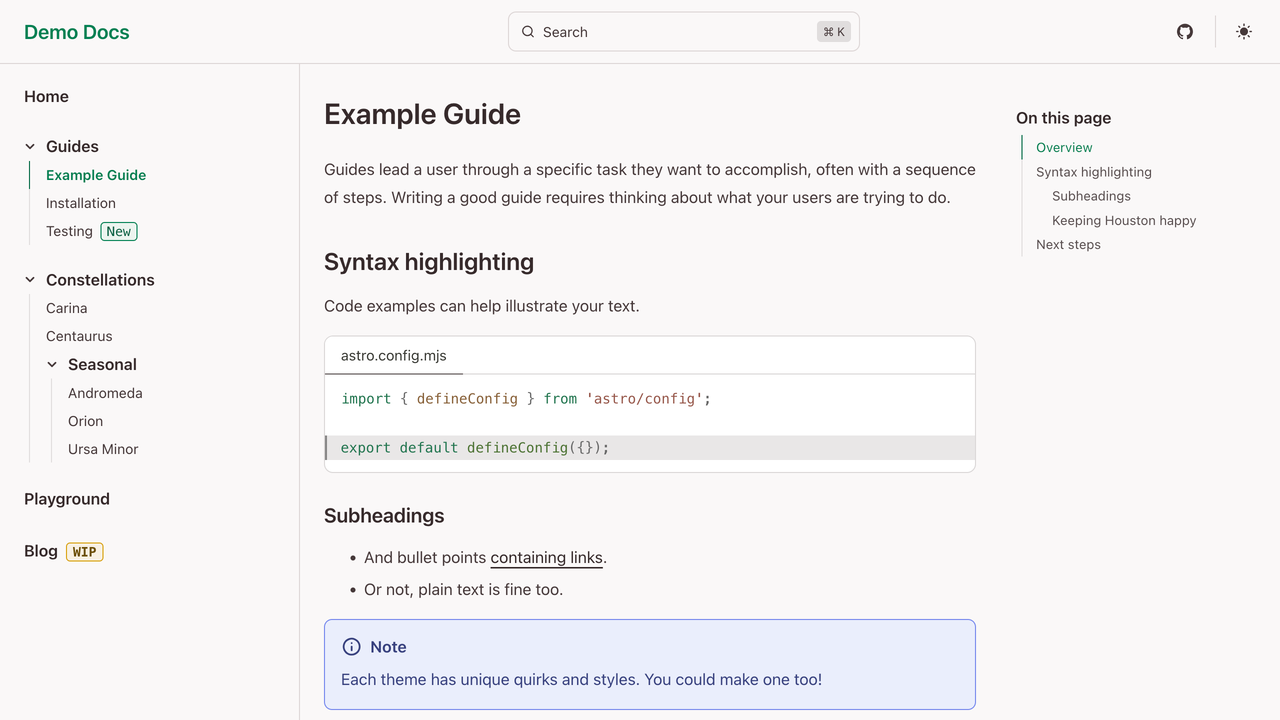 Demo Docs
Search
⌘ K
Home
Guides
Example Guide
Installation
Testing New
Constellations
Carina
Centaurus
Seasonal
Andromeda
Orion
Ursa Minor
Playground
Blog WIP
Example Guide
Guides lead a user through a specific task they want to accomplish, often with a sequence
of steps. Writing a good guide requires thinking about what your users are trying to do.
Syntax highlighting
Code examples can help illustrate your text.
astro.config.mjs
import { defineConfig } from 'astro/config';
export default defineConfig({});
Subheadings
• And bullet points containing links.
• Or not, plain text is fine too.
Note
Each theme has unique quirks and styles. You could make one too!
On this page
Overview
Syntax highlighting
Subheadings
Keeping Houston happy
Next steps